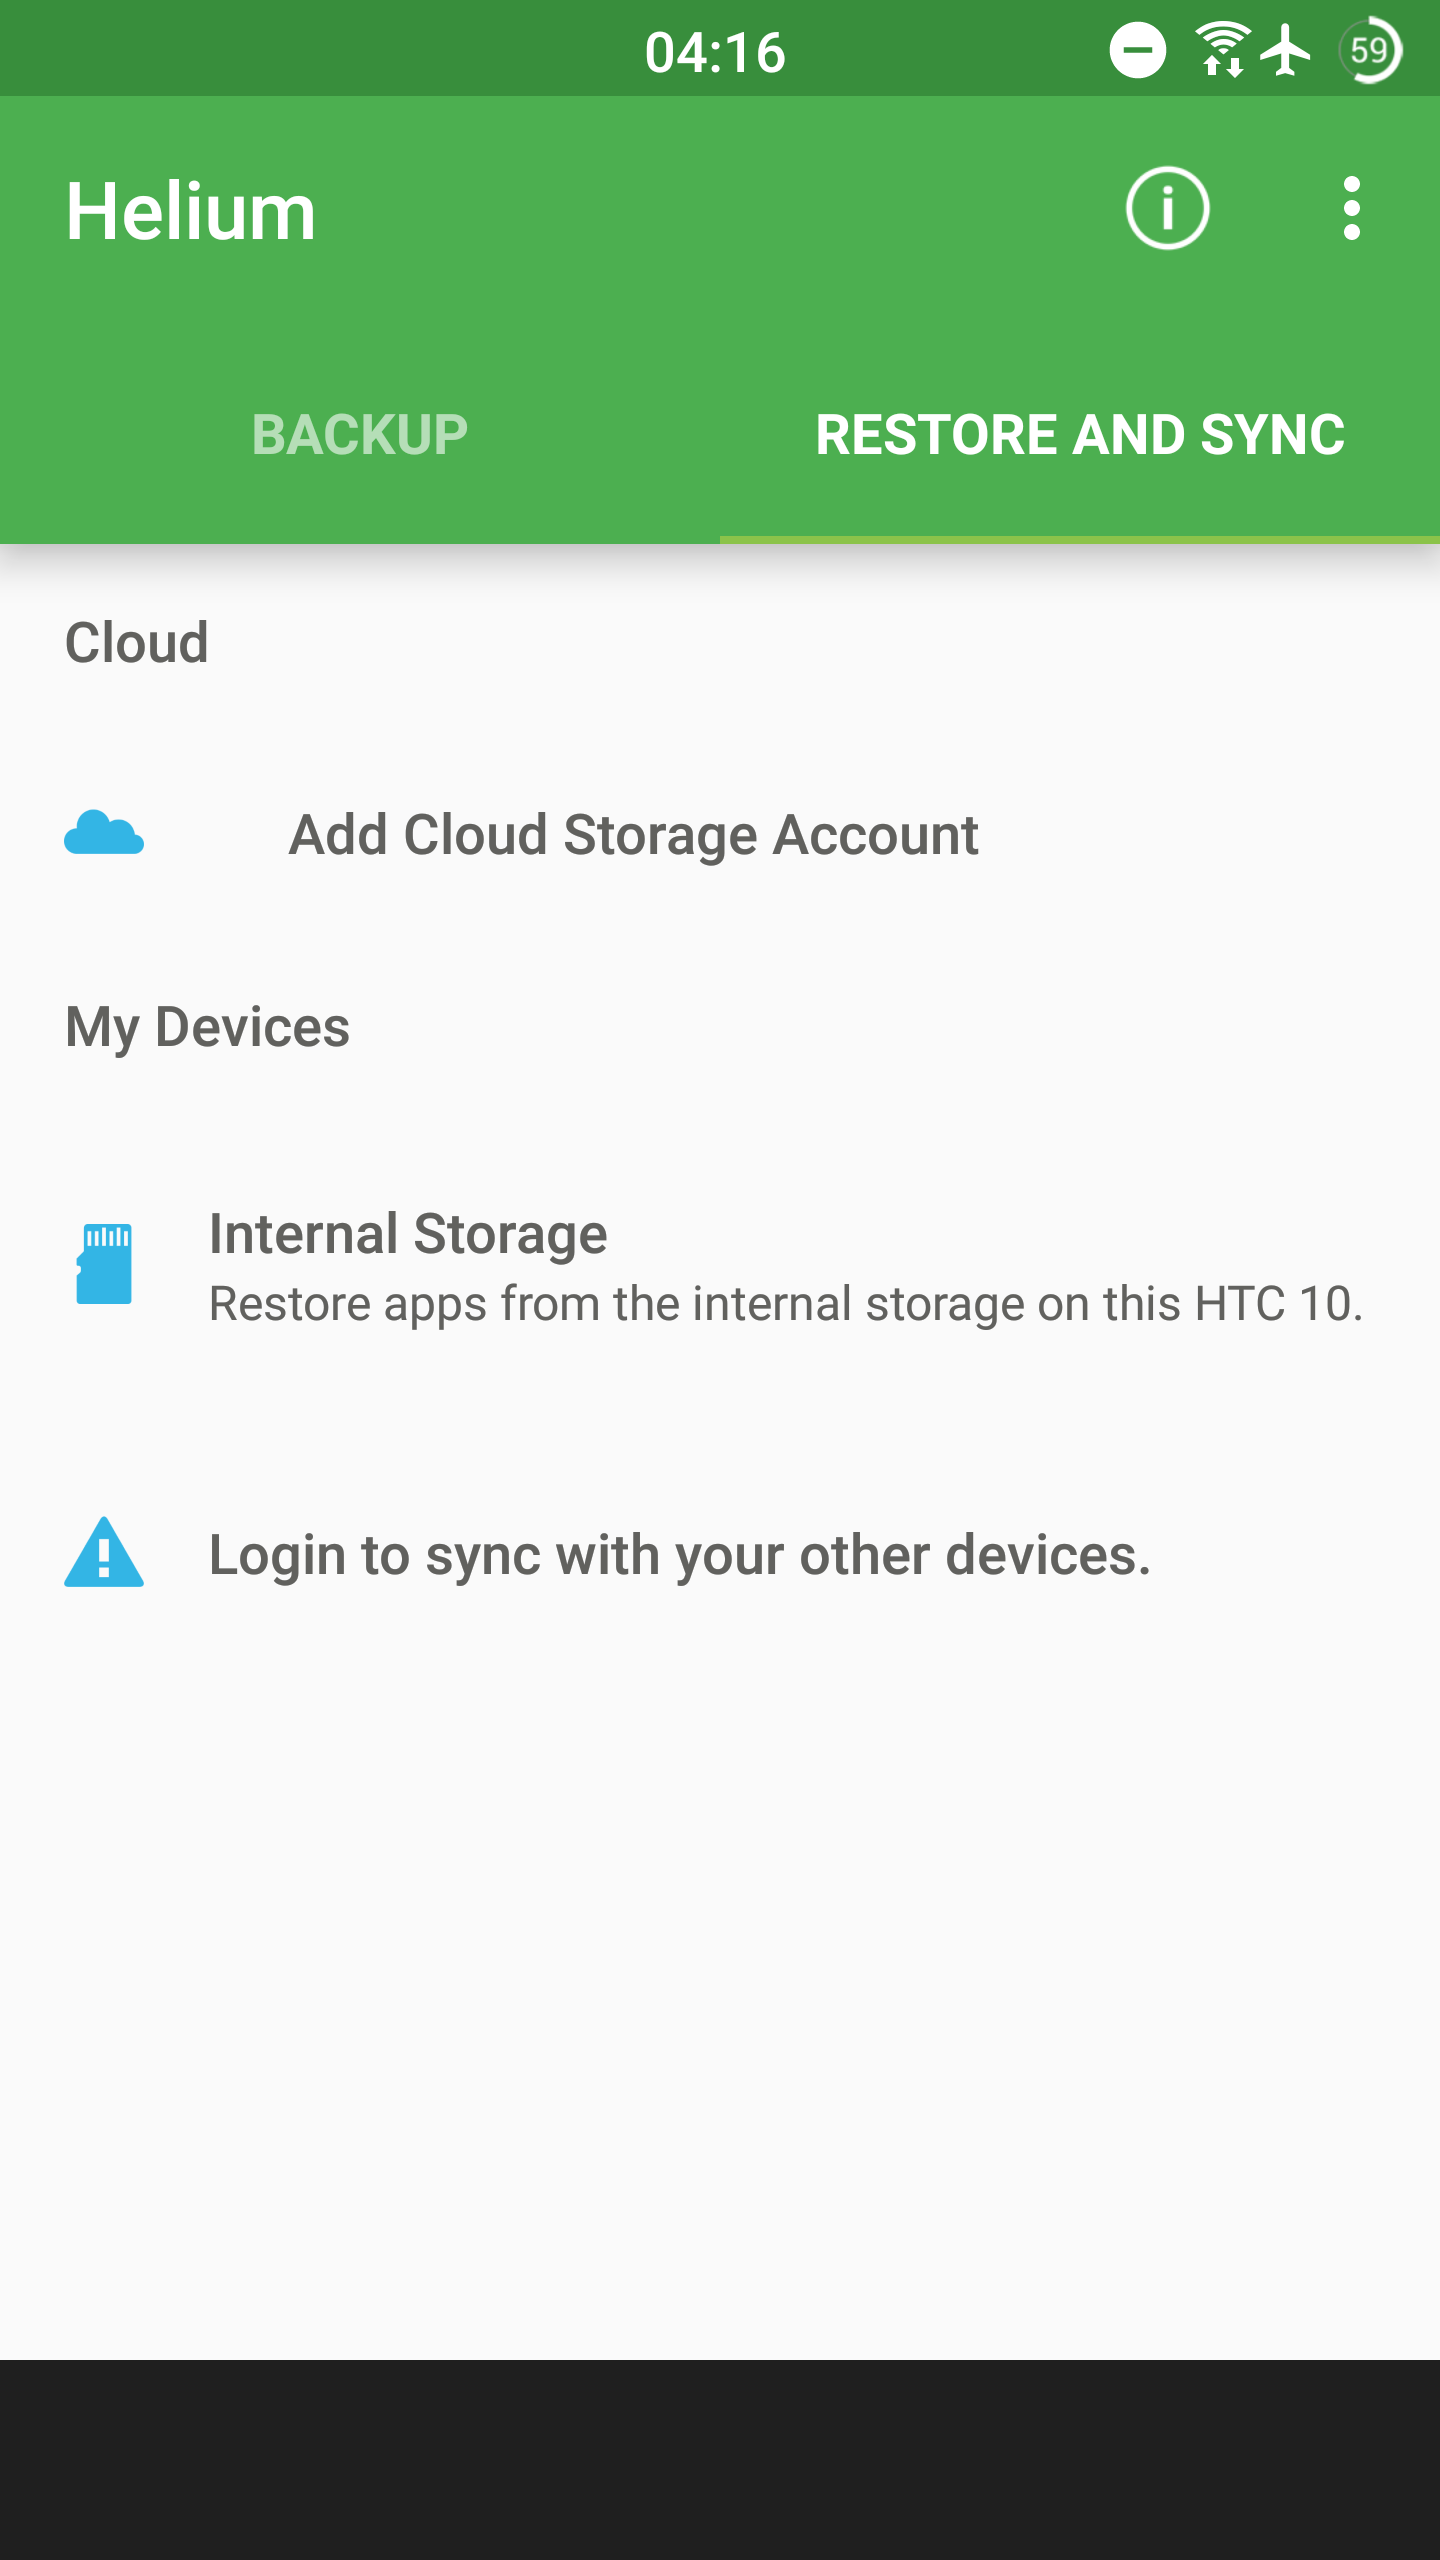 04:16
59
Helium
BACKUP
RESTORE AND SYNC
Cloud
Add Cloud Storage Account
My Devices
Internal Storage
Restore apps from the internal storage on this HTC 10.
Login to sync with your other devices.